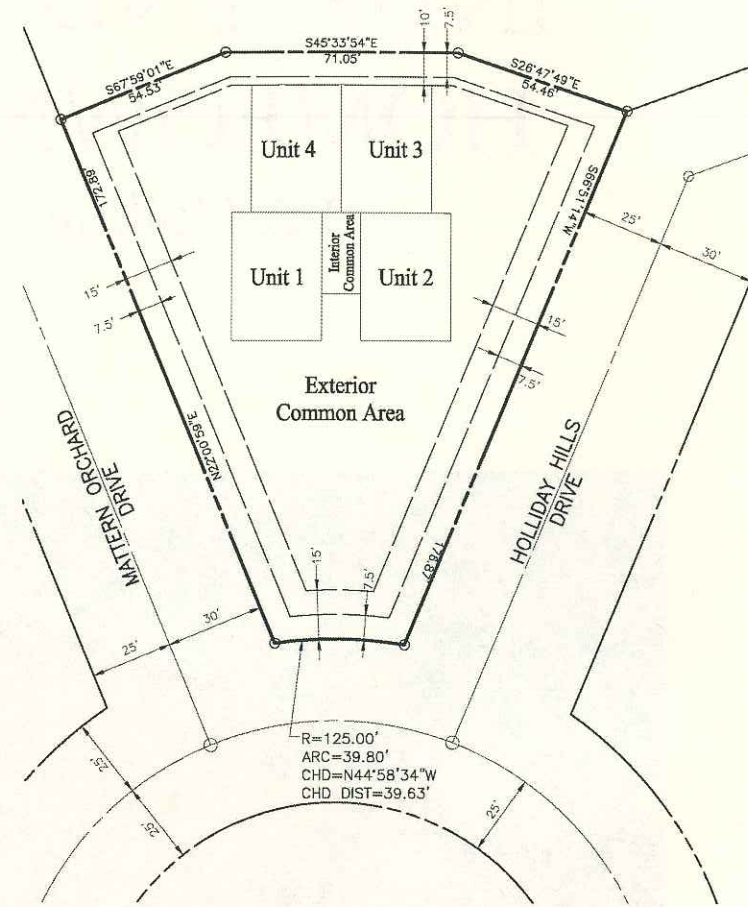 10'
7.5'
S45°33'54"E
71.05'
S67°59'01"E
54.53'
S26°47'49"E
54.46'
Unit 4
Unit 3
172.89'
S66°51'14"W
25'
30'
Interior
Common Area
Unit 1
Unit 2
15'
7.5'
15'
7.5'
Exterior
Common Area
N22°00'59"E
MATTERN ORCHARD
DRIVE
HOLLIDAY HILLS
DRIVE
178.87'
15'
7.5'
30'
25'
R=125.00'
ARC=39.80'
CHD=N44°58'34"W
CHD DIST=39.63'
25'
25'
25'